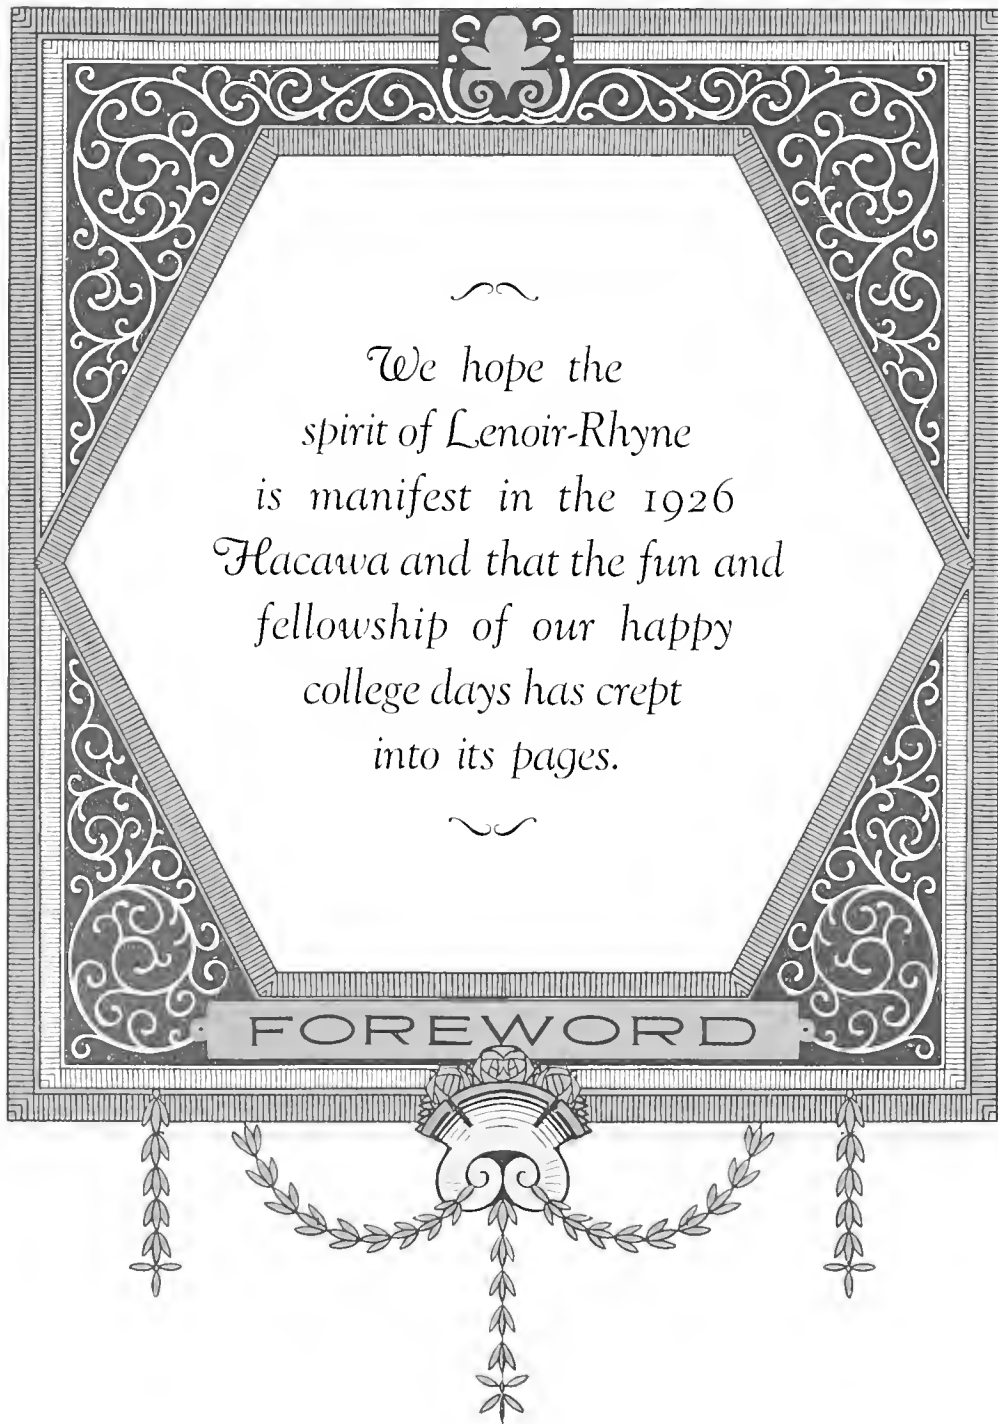 We hope the
spirit of Lenoir-Rhyne
is manifest in the 1926
Hacawa and that the fun and
fellowship of our happy
college days has crept
into its pages.
FOREWORD